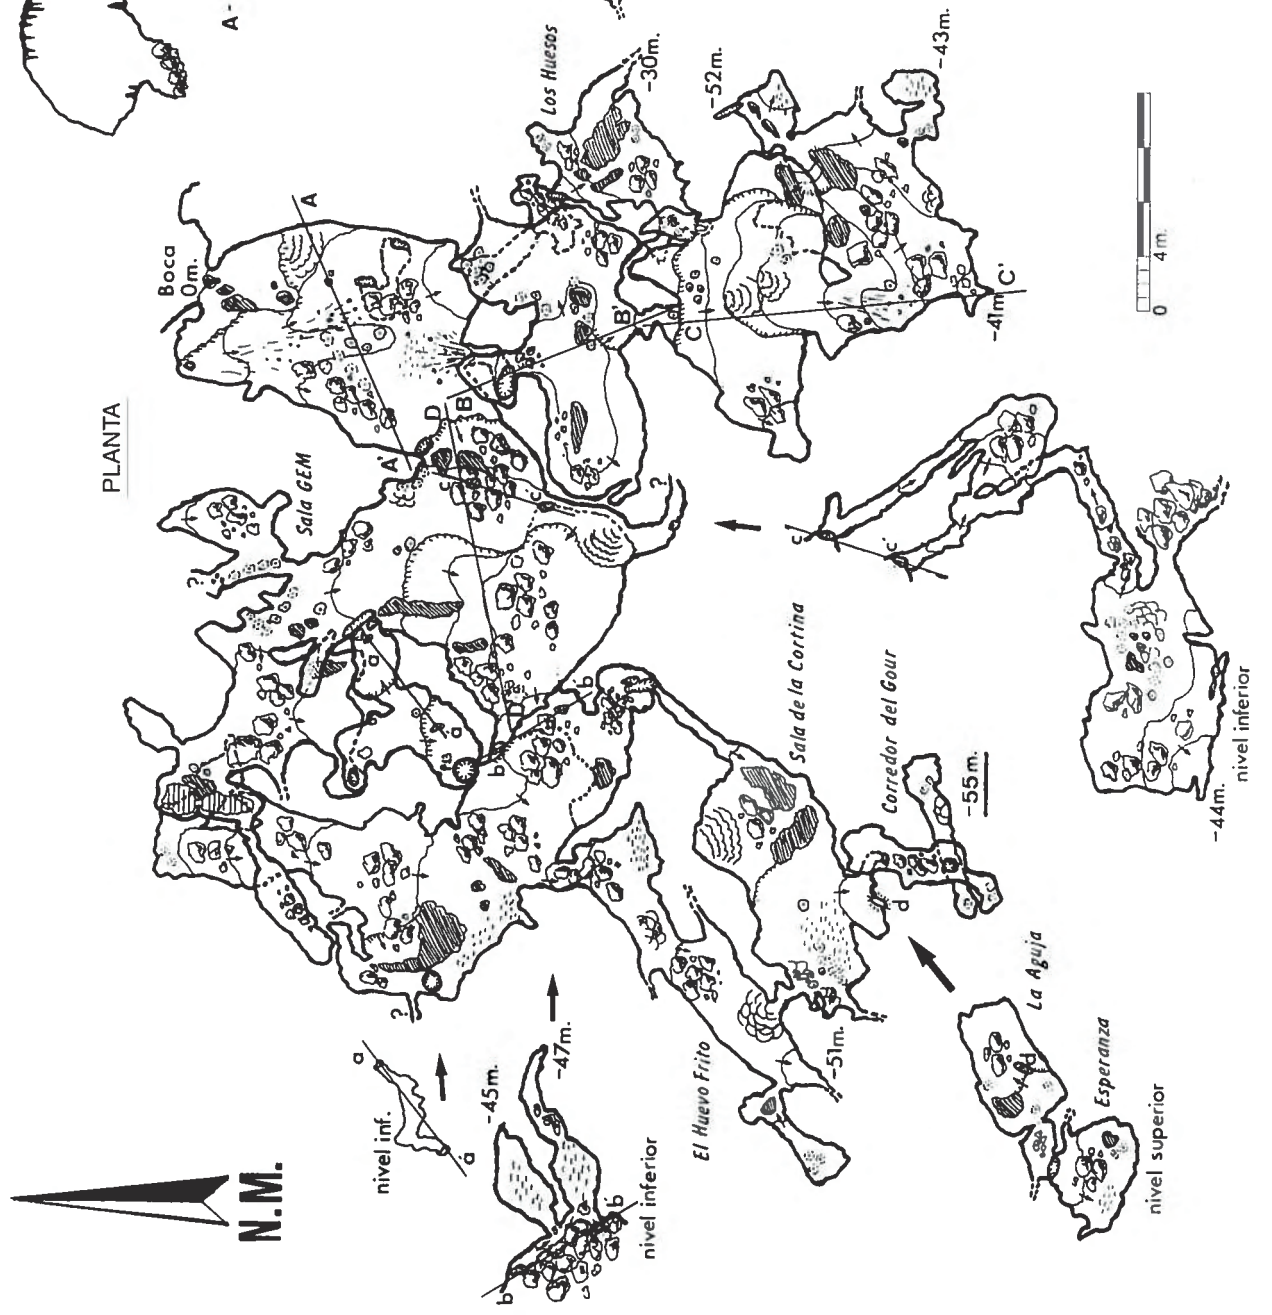 A -
PLANTA
Boca
0m.
A
A'
Los Huesos
-30m.
-52m.
-43m.
B
B'
C
C'
-41m
D
D'
0
4m.
Sala GEM
?
?
?
c
c'
c
c'
a
a'
P.13
b
b'
Sala de la Cortina
Corredor del Gour
-55m.
d
El Huevo Frito
-51m.
nivel inf.
a
a'
-45m.
-47m.
nivel inferior
b
b'
La Aguja
d
Esperanza
nivel superior
-44m.
nivel inferior
N.M.